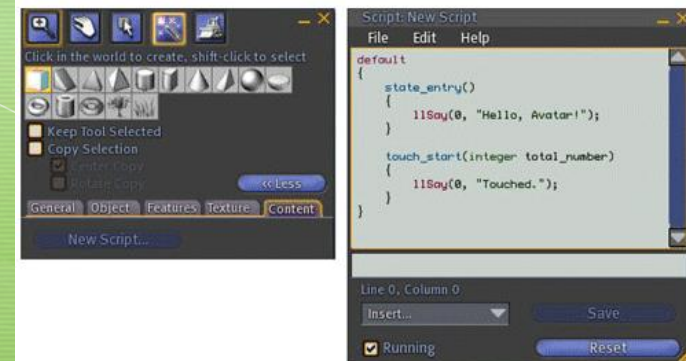 Click in the world to create, shift-click to select
Keep Tool Selected
Copy Selection
Center Copy
Rotate Copy
<< Less
General Object Features Texture Content
New Script...
Script: New Script
File Edit Help
default
{
state_entry()
{
llSay(0, "Hello, Avatar!");
}
touch_start(integer total_number)
{
llSay(0, "Touched.");
}
}
Line 0, Column 0
Insert... Save
Running Reset